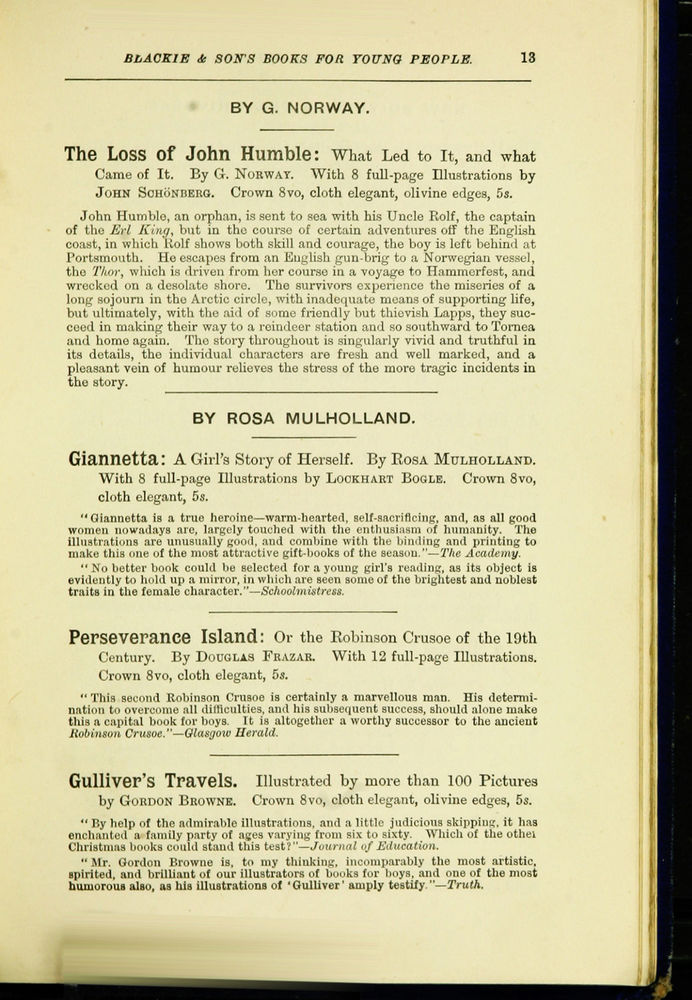 BLACKIE & SON'S BOOKS FOR YOUNG PEOPLE. 13
BY G. NORWAY.
The Loss of John Humble: What Led to It, and what
Came of It. By G. NORWAY. With 8 full-page Illustrations by
JOHN SCHÖNBERG. Crown 8vo, cloth elegant, olivine edges, 5s.
John Humble, an orphan, is sent to sea with his Uncle Rolf, the captain
of the Erl King, but in the course of certain adventures off the English
coast, in which Rolf shows both skill and courage, the boy is left behind at
Portsmouth. He escapes from an English gun-brig to a Norwegian vessel,
the Thor, which is driven from her course in a voyage to Hammerfest, and
wrecked on a desolate shore. The survivors experience the miseries of a
long sojourn in the Arctic circle, with inadequate means of supporting life,
but ultimately, with the aid of some friendly but thievish Lapps, they suc-
ceed in making their way to a reindeer station and so southward to Tornea
and home again. The story throughout is singularly vivid and truthful in
its details, the individual characters are fresh and well marked, and a
pleasant vein of humour relieves the stress of the more tragic incidents in
the story.
BY ROSA MULHOLLAND.
Giannetta: A Girl's Story of Herself. By ROSA MULHOLLAND.
With 8 full-page Illustrations by LOCKHART BOGLE. Crown 8vo,
cloth elegant, 5s.
"Giannetta is a true heroine—warm-hearted, self-sacrificing, and, as all good
women nowadays are, largely touched with the enthusiasm of humanity. The
illustrations are unusually good, and combine with the binding and printing to
make this one of the most attractive gift-books of the season."—The Academy.
"No better book could be selected for a young girl's reading, as its object is
evidently to hold up a mirror, in which are seen some of the brightest and noblest
traits in the female character."—Schoolmistress.
Perseverance Island: Or the Robinson Crusoe of the 19th
Century. By DOUGLAS FRAZAR. With 12 full-page Illustrations.
Crown 8vo, cloth elegant, 5s.
"This second Robinson Crusoe is certainly a marvellous man. His determi-
nation to overcome all difficulties, and his subsequent success, should alone make
this a capital book for boys. It is altogether a worthy successor to the ancient
Robinson Crusoe."—Glasgow Herald.
Gulliver's Travels. Illustrated by more than 100 Pictures
by GORDON BROWNE. Crown 8vo, cloth elegant, olivine edges, 5s.
"By help of the admirable illustrations, and a little judicious skipping, it has
enchanted a family party of ages varying from six to sixty. Which of the other
Christmas books could stand this test?"—Journal of Education.
"Mr. Gordon Browne is, to my thinking, incomparably the most artistic,
spirited, and brilliant of our illustrators of books for boys, and one of the most
humorous also, as his illustrations of 'Gulliver' amply testify."—Truth.